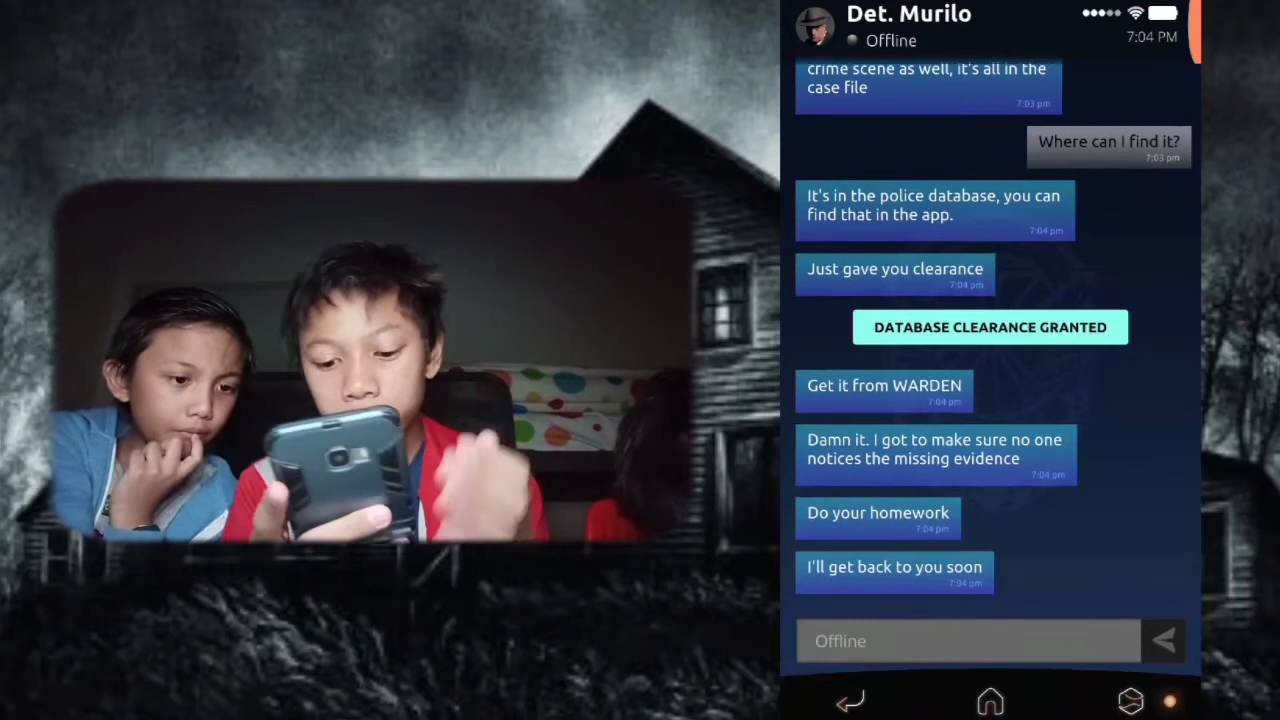 Det. Murilo
Offline
7:04 PM
crime scene as well, it's all in the
case file
7:03 pm
Where can I find it?
7:03 pm
It's in the police database, you can
find that in the app.
7:04 pm
Just gave you clearance
7:04 pm
DATABASE CLEARANCE GRANTED
Get it from WARDEN
7:04 pm
Damn it. I got to make sure no one
notices the missing evidence
7:04 pm
Do your homework
7:04 pm
I'll get back to you soon
7:04 pm
Offline